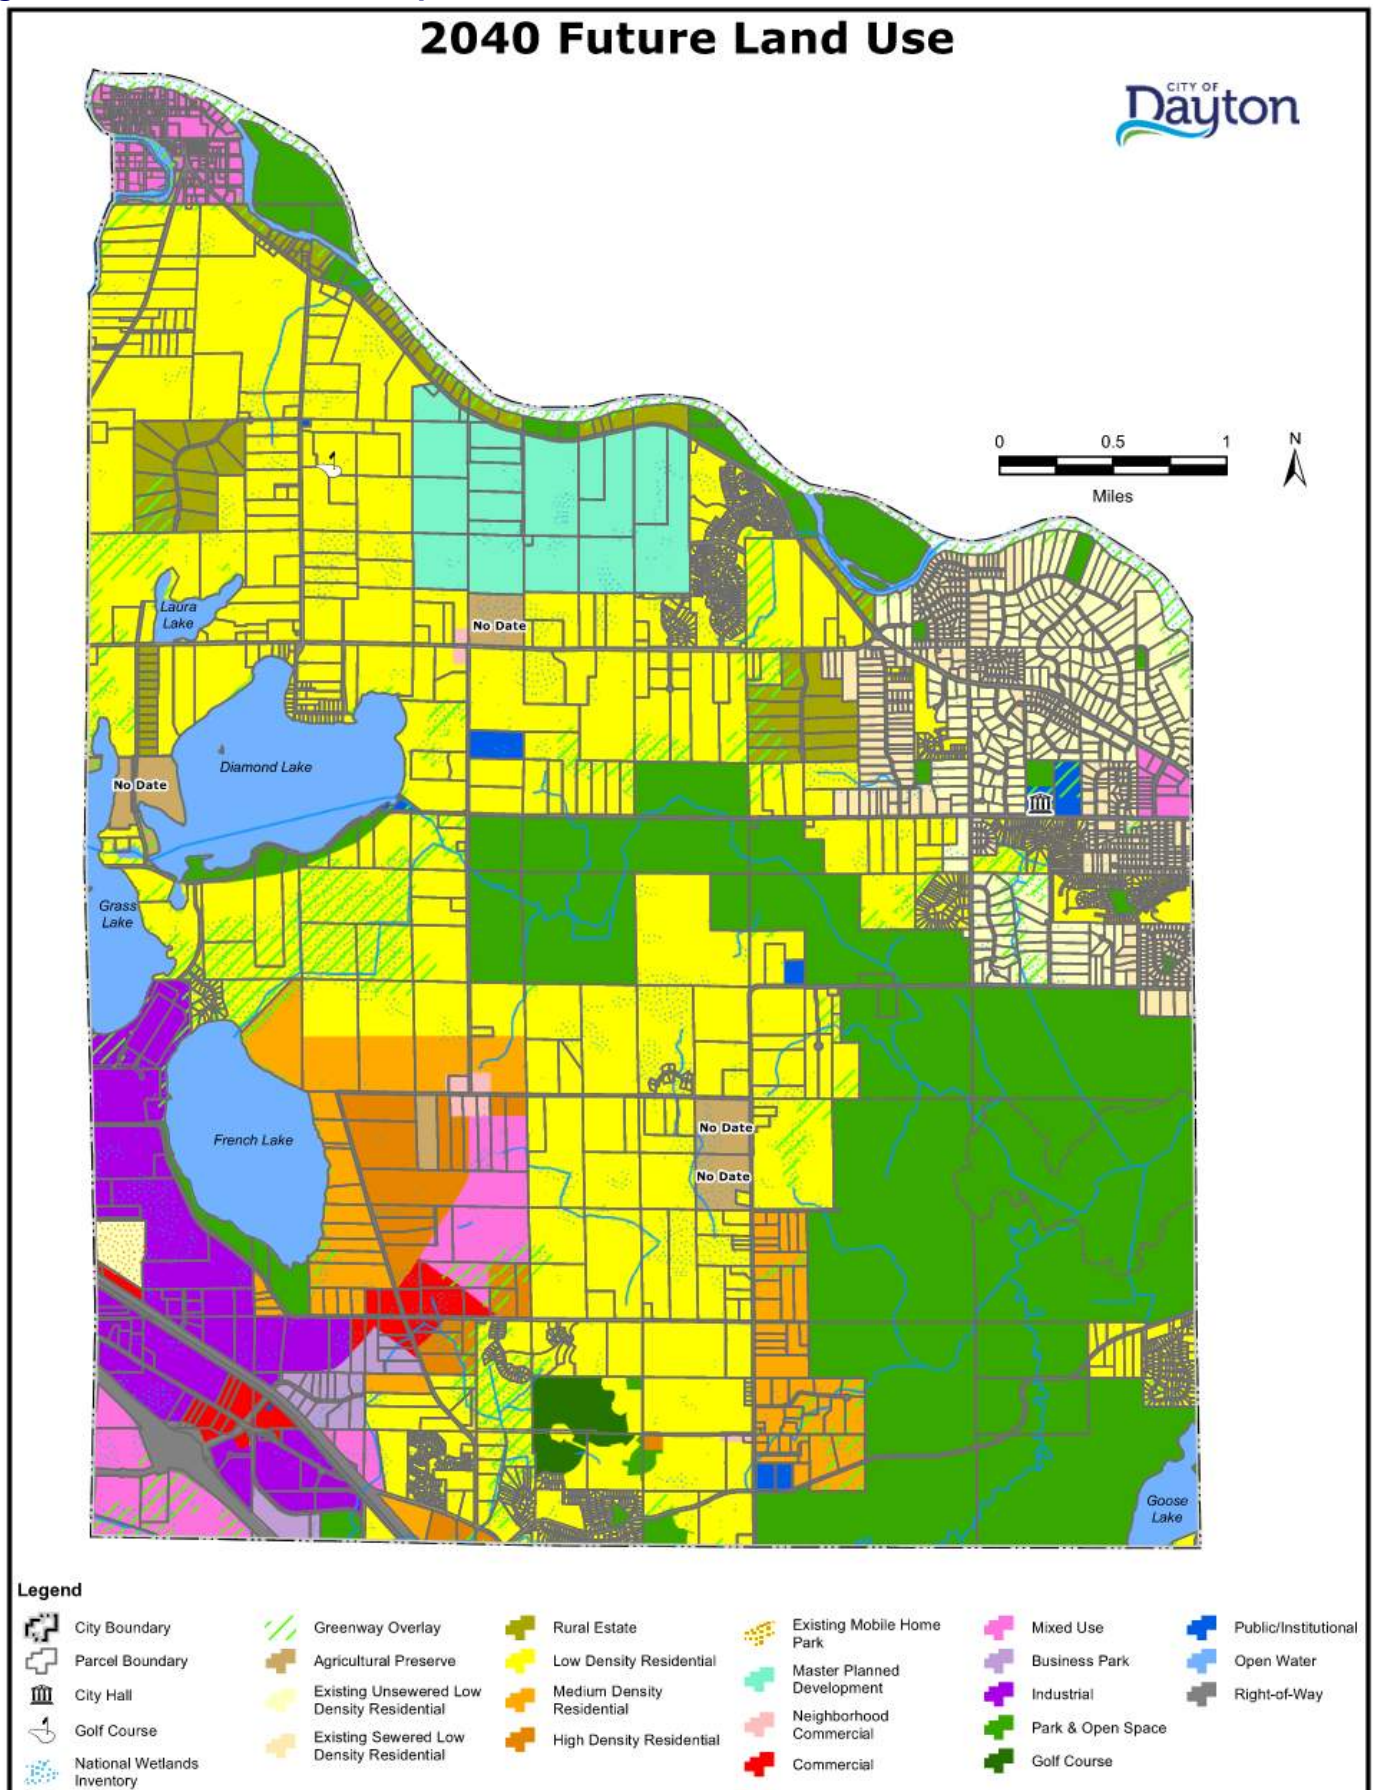 2040 Future Land Use
CITY OF
Dayton
0 0.5 1
Miles
N
Laura
Lake
No Date
Diamond Lake
No Date
Grass
Lake
French Lake
No Date
No Date
Goose
Lake
Legend
City Boundary
Parcel Boundary
City Hall
Golf Course
National Wetlands
Inventory
Greenway Overlay
Agricultural Preserve
Existing Unsewered Low
Density Residential
Existing Sewered Low
Density Residential
Rural Estate
Low Density Residential
Medium Density
Residential
High Density Residential
Existing Mobile Home
Park
Master Planned
Development
Neighborhood
Commercial
Commercial
Mixed Use
Business Park
Industrial
Park & Open Space
Golf Course
Public/Institutional
Open Water
Right-of-Way